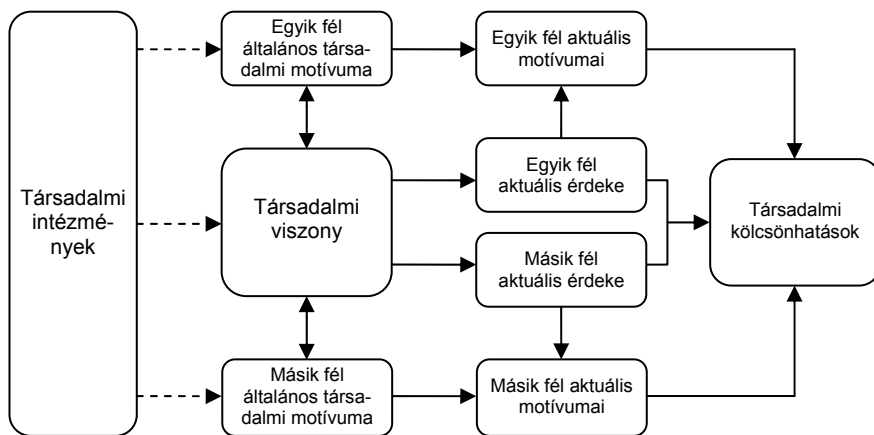 Társadalmi
intézmé-
nyek
Egyik fél
általános társa-
dalmi motívuma
Egyik fél aktuális
motívumai
Társadalmi
viszony
Egyik fél
aktuális érdeke
Másik fél
aktuális érdeke
Társadalmi
kölcsönhatások
Másik fél
általános társa-
dalmi motívuma
Másik fél aktuális
motívumai